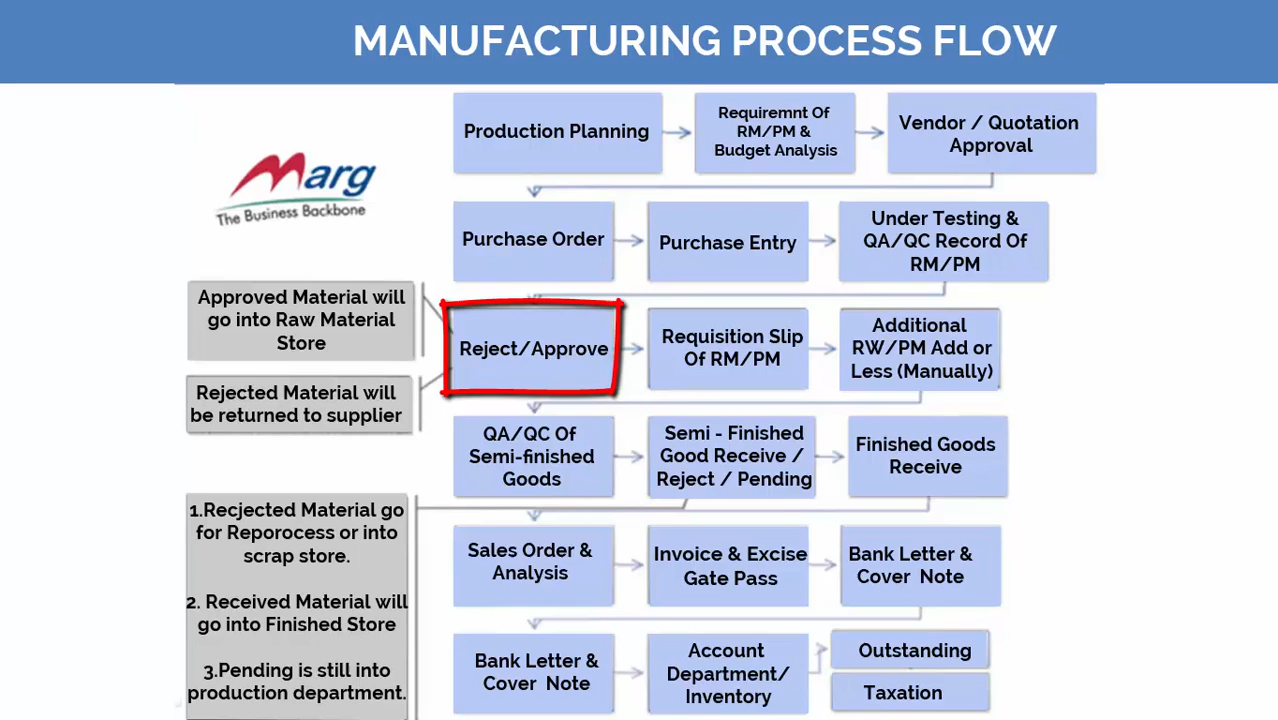 MANUFACTURING PROCESS FLOW
Marg
The Business Backbone
Production Planning
Requiremnt Of
RM/PM &
Budget Analysis
Vendor / Quotation
Approval
Purchase Order
Purchase Entry
Under Testing &
QA/QC Record Of
RM/PM
Approved Material will
go into Raw Material
Store
Rejected Material will
be returned to supplier
Reject/Approve
Requisition Slip
Of RM/PM
Additional
RW/PM Add or
Less (Manually)
QA/QC Of
Semi-finished
Goods
Semi - Finished
Good Receive /
Reject / Pending
Finished Goods
Receive
1.Recjected Material go
for Reporocess or into
scrap store.
2. Received Material will
go into Finished Store
3.Pending is still into
production department.
Sales Order &
Analysis
Invoice & Excise
Gate Pass
Bank Letter &
Cover Note
Bank Letter &
Cover Note
Account
Department/
Inventory
Outstanding
Taxation